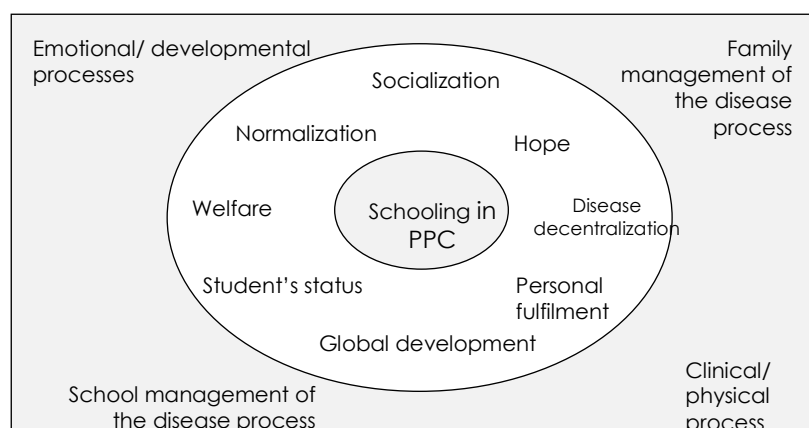 Emotional/ developmental
processes
Family
management of
the disease
process
Socialization
Normalization
Hope
Welfare
Schooling in
PPC
Disease
decentralization
Student's status
Personal
fulfilment
Global development
School management of
the disease process
Clinical/
physical
process